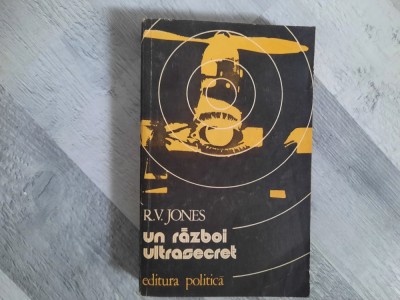 R.V. JONES
un război
ultrasecret
editura politică